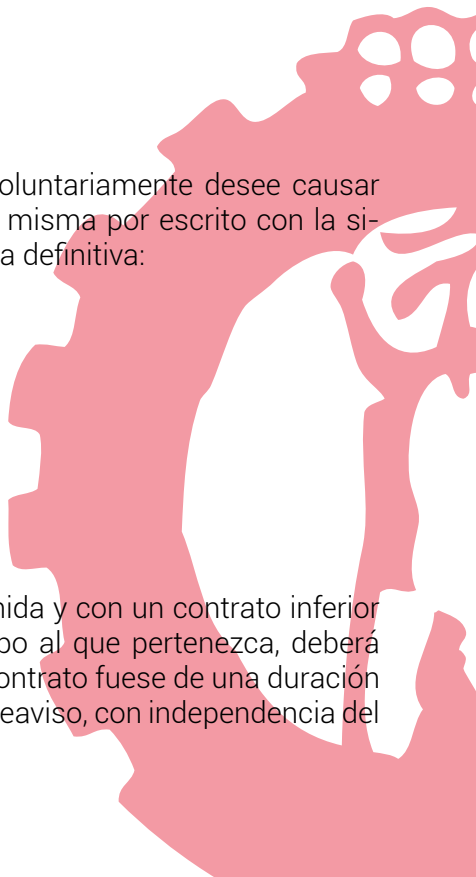 oluntariamente desee causar
misma por escrito con la si-
a definitiva:
nida y con un contrato inferior
po al que pertenezca, deberá
ontrato fuese de una duración
eaviso, con independencia del